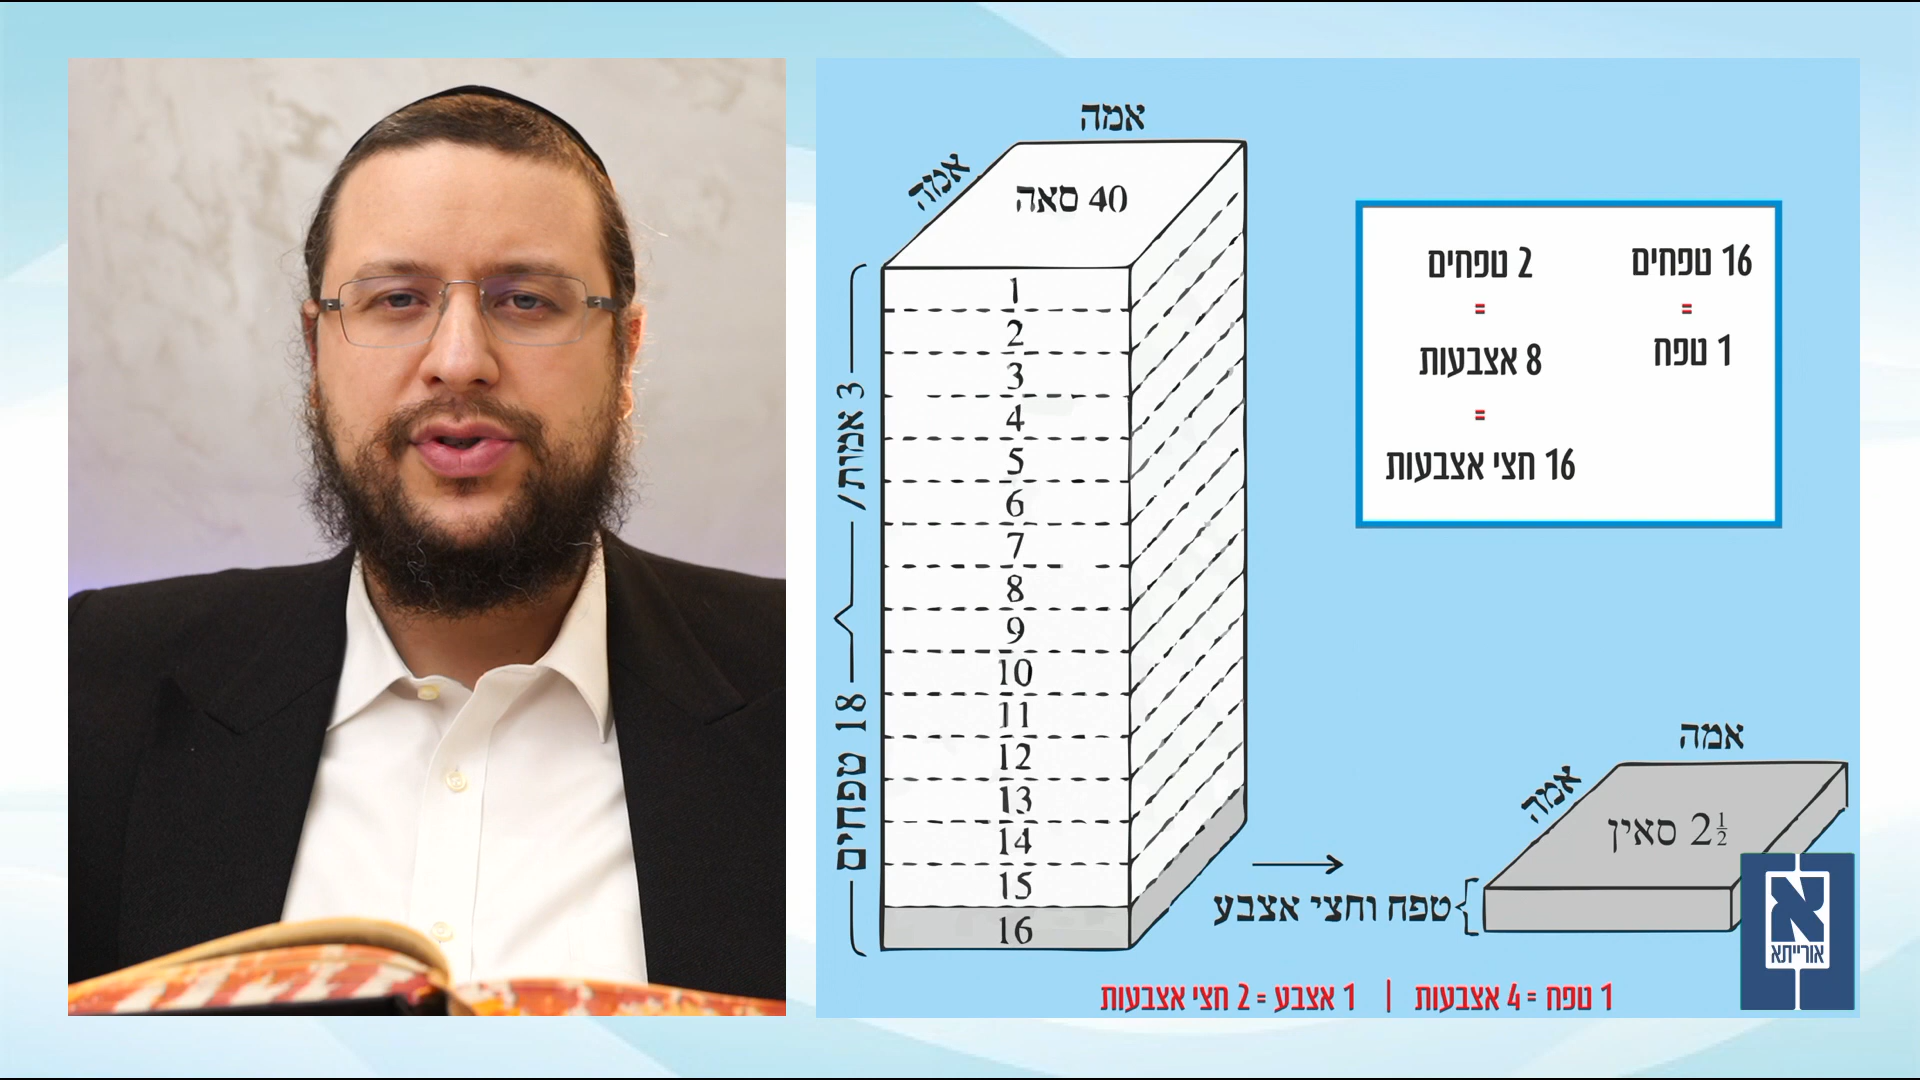 אמה
אמה
40 סאה
1
2
3
4
5
6
7
8
9
10
11
12
13
14
15
16
3 אמות/
18 טפחים
16 טפחים
=
1 טפח
2 טפחים
=
8 אצבעות
=
16 חצי אצבעות
אמה
אמה
2½ סאין
טפח וחצי אצבע
1 טפח = 4 אצבעות | 1 אצבע = 2 חצי אצבעות
א
אורייתא